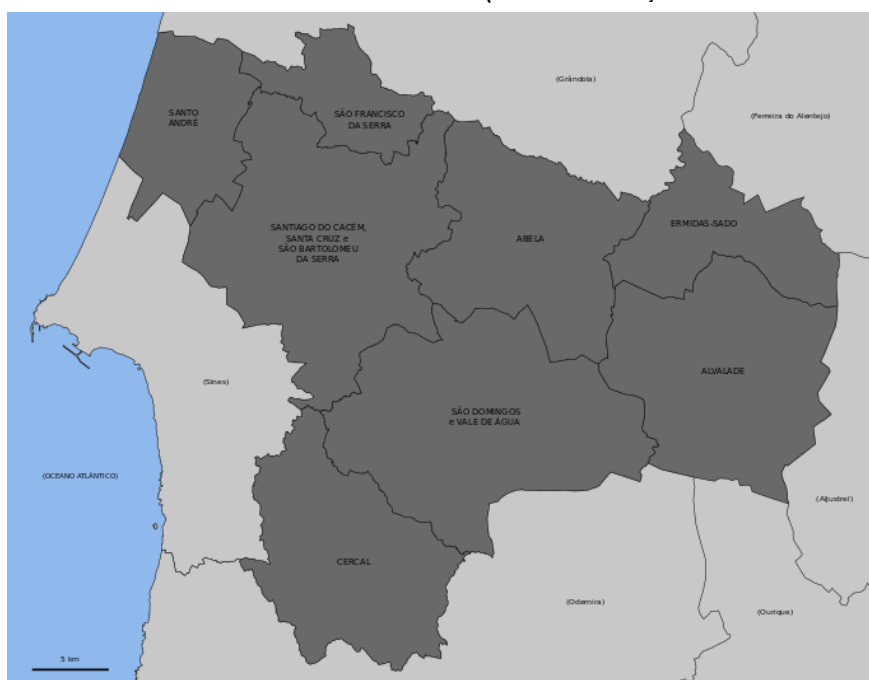 (Grândola)
(Ferreira do Alentejo)
SANTO
ANDRÉ
SÃO FRANCISCO
DA SERRA
SANTIAGO DO CACÉM,
SANTA CRUZ e
SÃO BARTOLOMEU
DA SERRA
ABELA
ERMIDAS-SADO
(Sines)
ALVALADE
SÃO DOMINGOS
e VALE DE ÁGUA
(OCEANO ATLÂNTICO)
(Aljustrel)
CERCAL
(Odemira)
(Ourique)
5 km